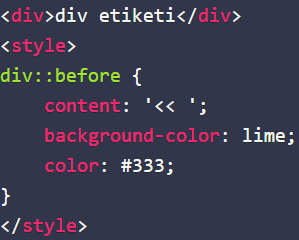 <div>div etiketi</div>
<style>
div::before {
    content: '<< ';
    background-color: lime;
    color: #333;
}
</style>